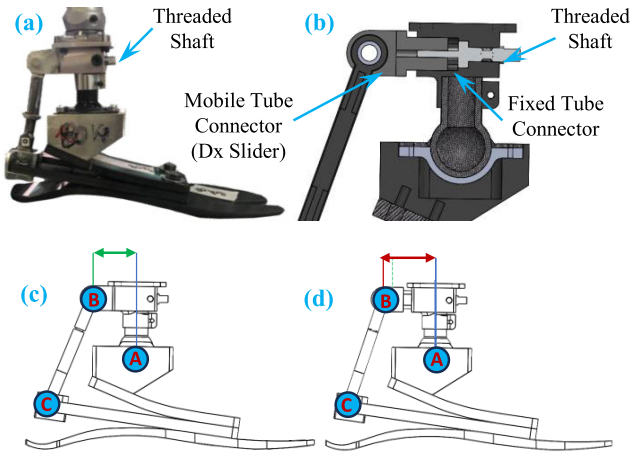 (a)
Threaded
Shaft
(b)
Threaded
Shaft
Mobile Tube
Connector
(Dx Slider)
Fixed Tube
Connector
(c)
B
A
C
(d)
B
A
C